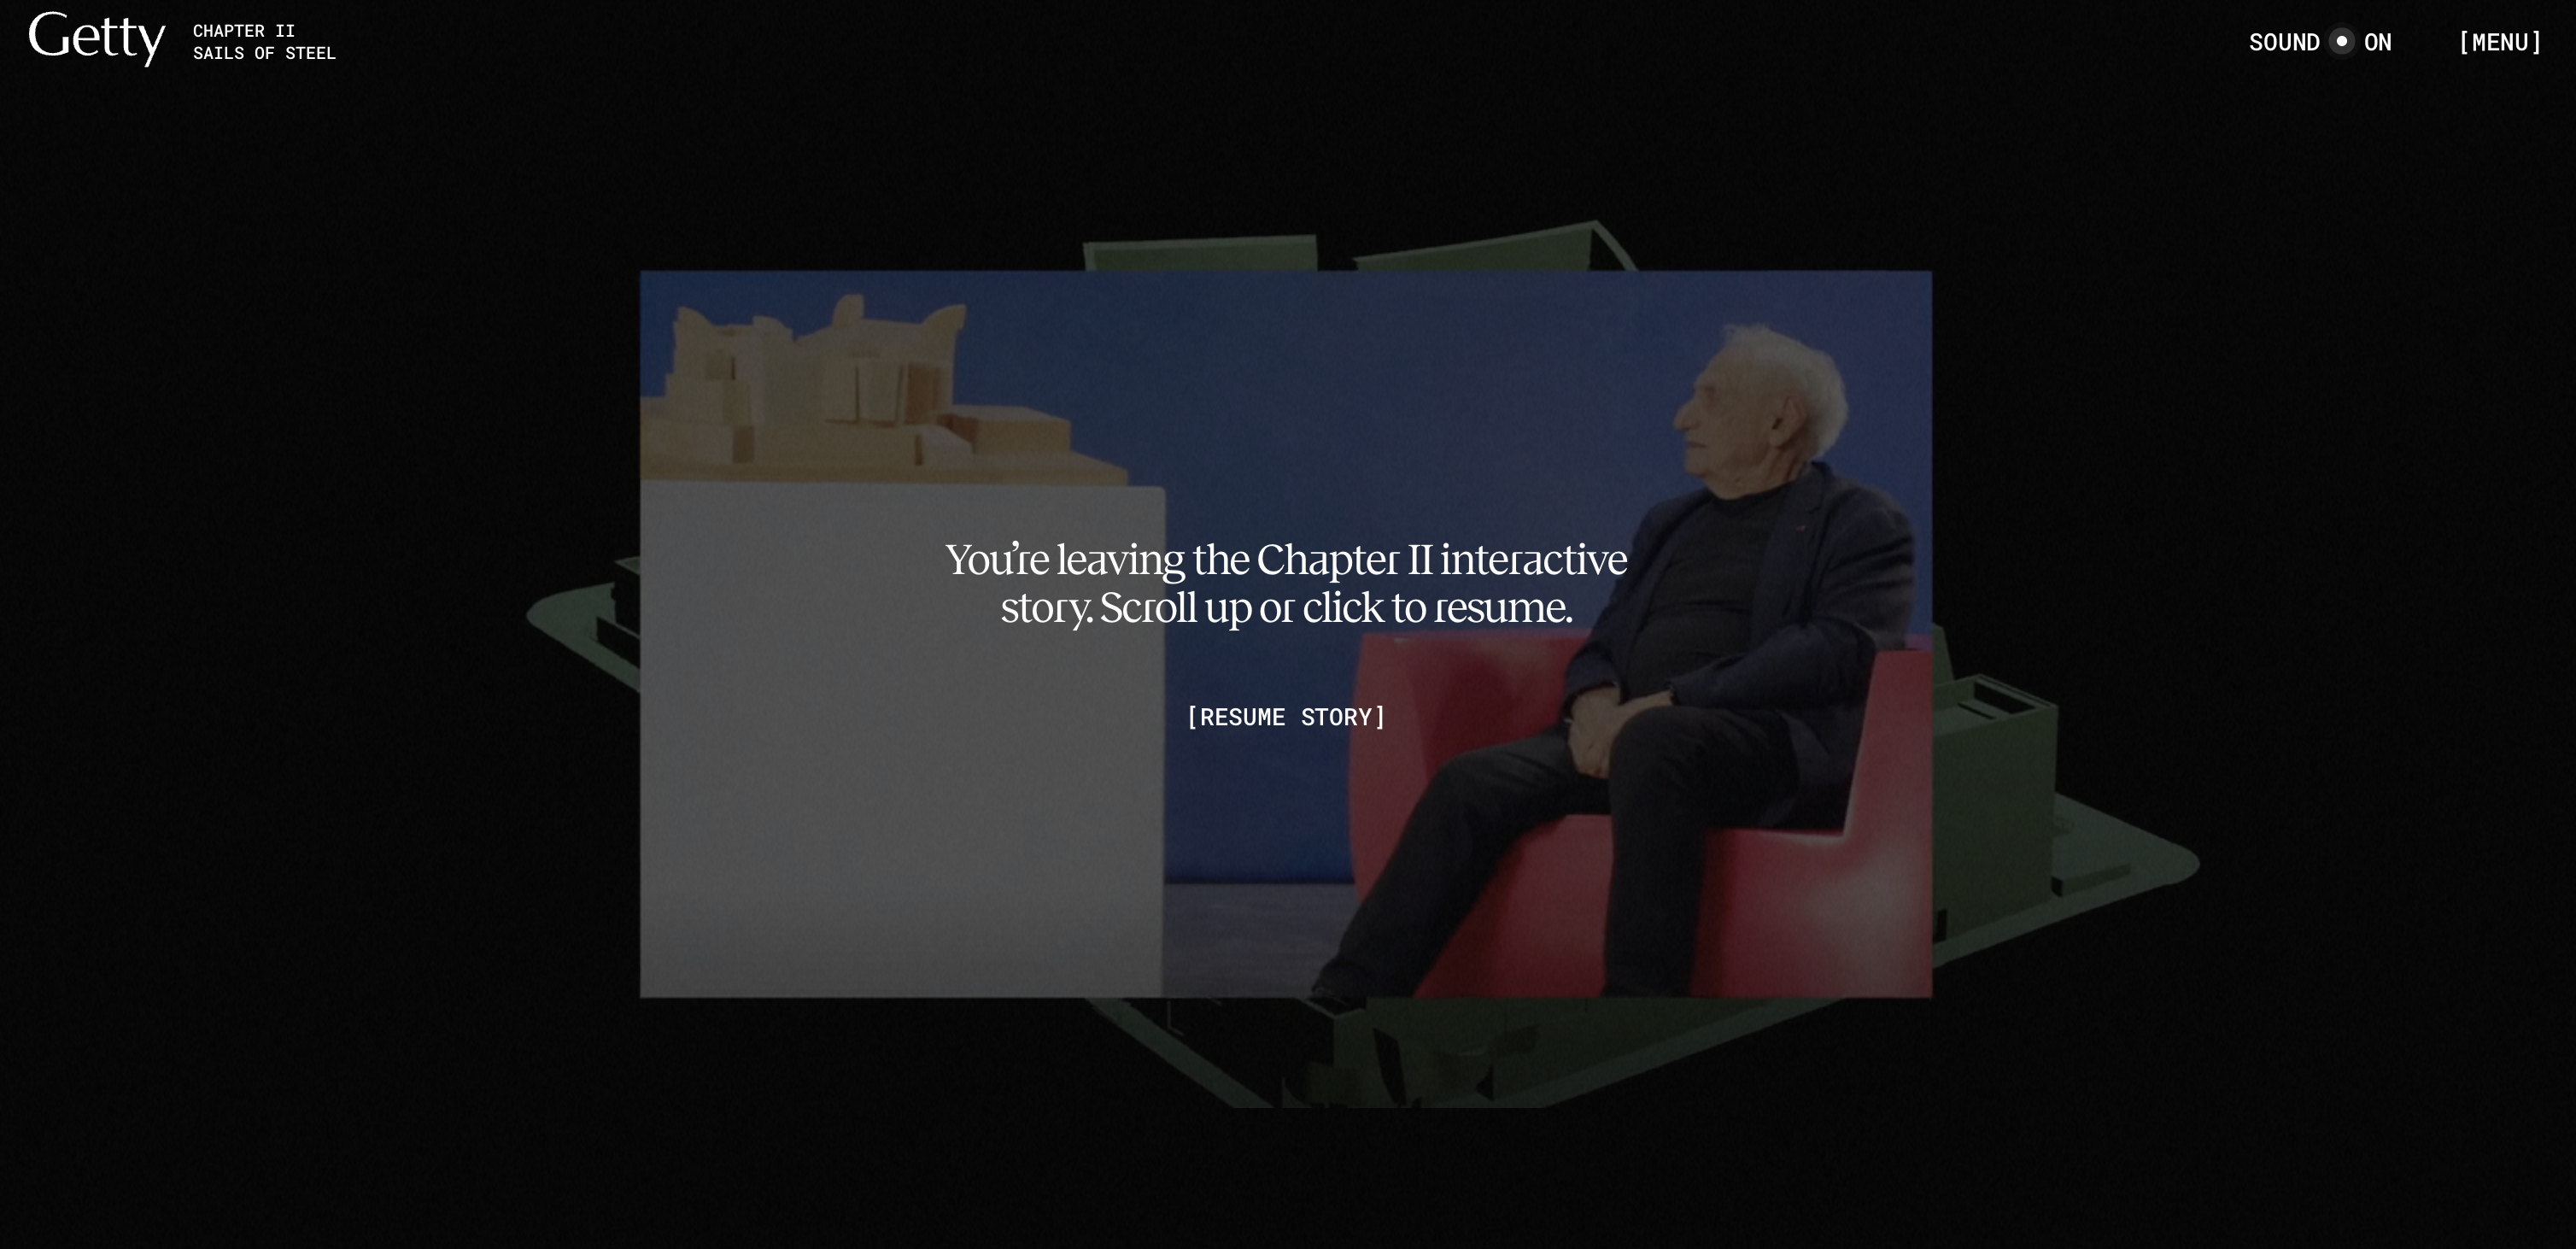 Getty
CHAPTER II
SAILS OF STEEL
SOUND ON
[MENU]
You’re leaving the Chapter II interactive
story. Scroll up or click to resume.
[RESUME STORY]